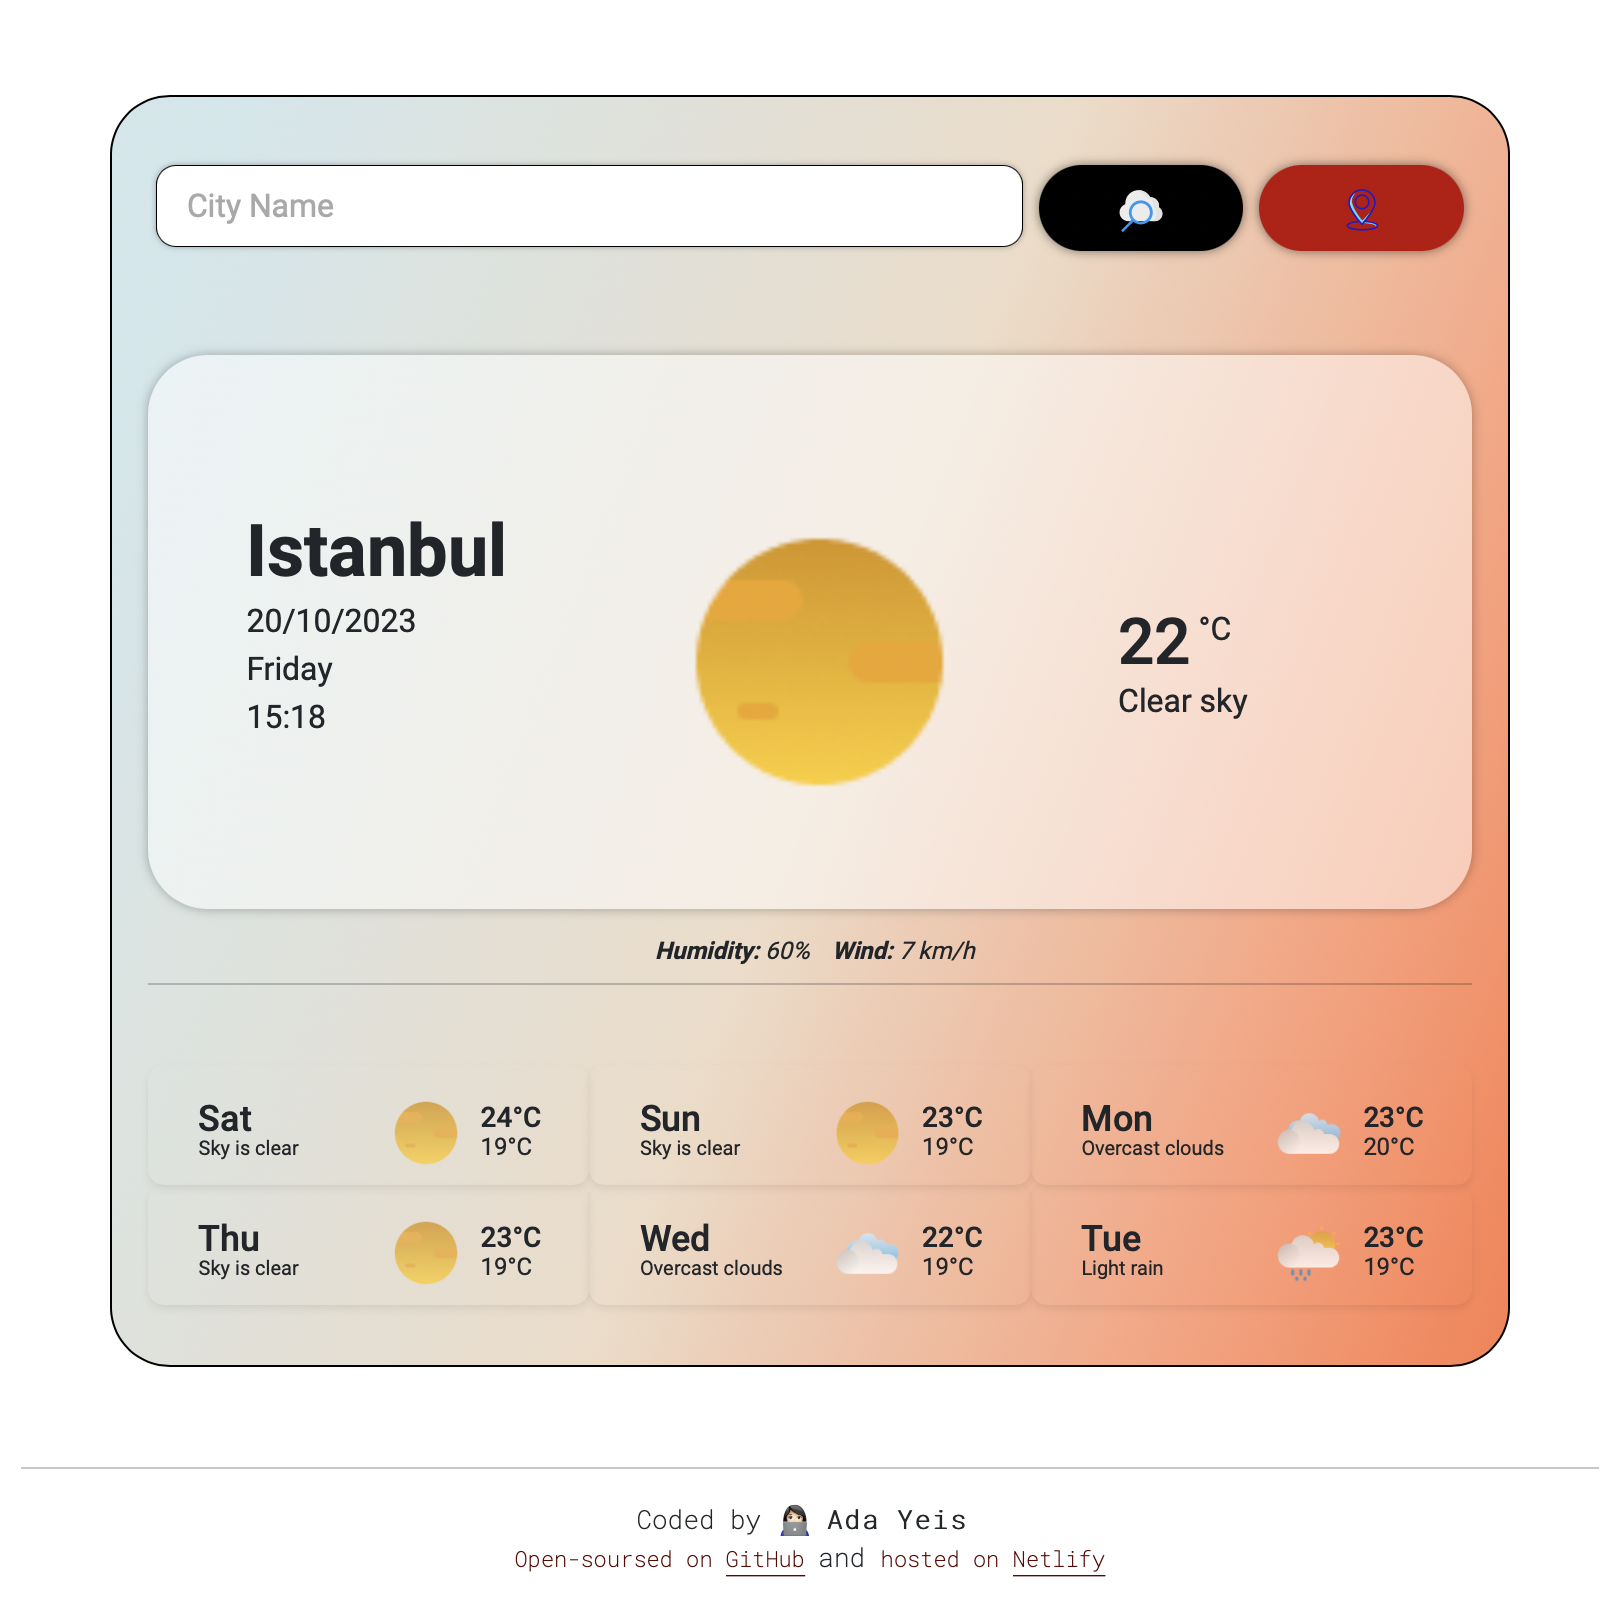 City Name
Istanbul
20/10/2023
Friday
15:18
22 °C
Clear sky
Humidity: 60% Wind: 7 km/h
Sat
Sky is clear
24°C
19°C
Sun
Sky is clear
23°C
19°C
Mon
Overcast clouds
23°C
20°C
Thu
Sky is clear
23°C
19°C
Wed
Overcast clouds
22°C
19°C
Tue
Light rain
23°C
19°C
Coded by 👩🏻‍💻 Ada Yeis
Open-soursed on GitHub and hosted on Netlify